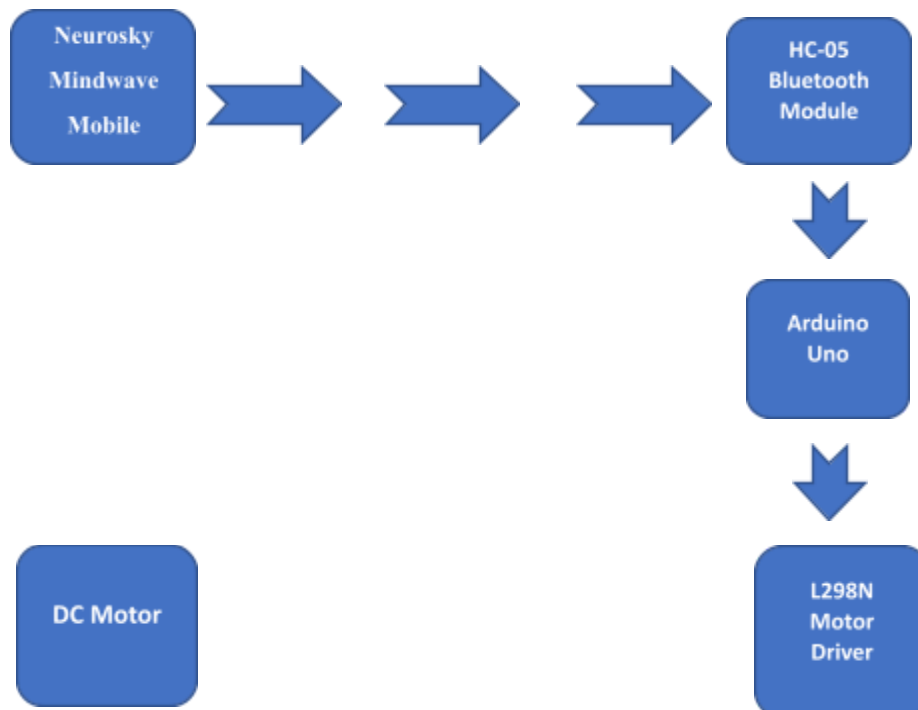 Neurosky
Mindwave
Mobile
HC-05
Bluetooth
Module
Arduino
Uno
L298N
Motor
Driver
DC Motor